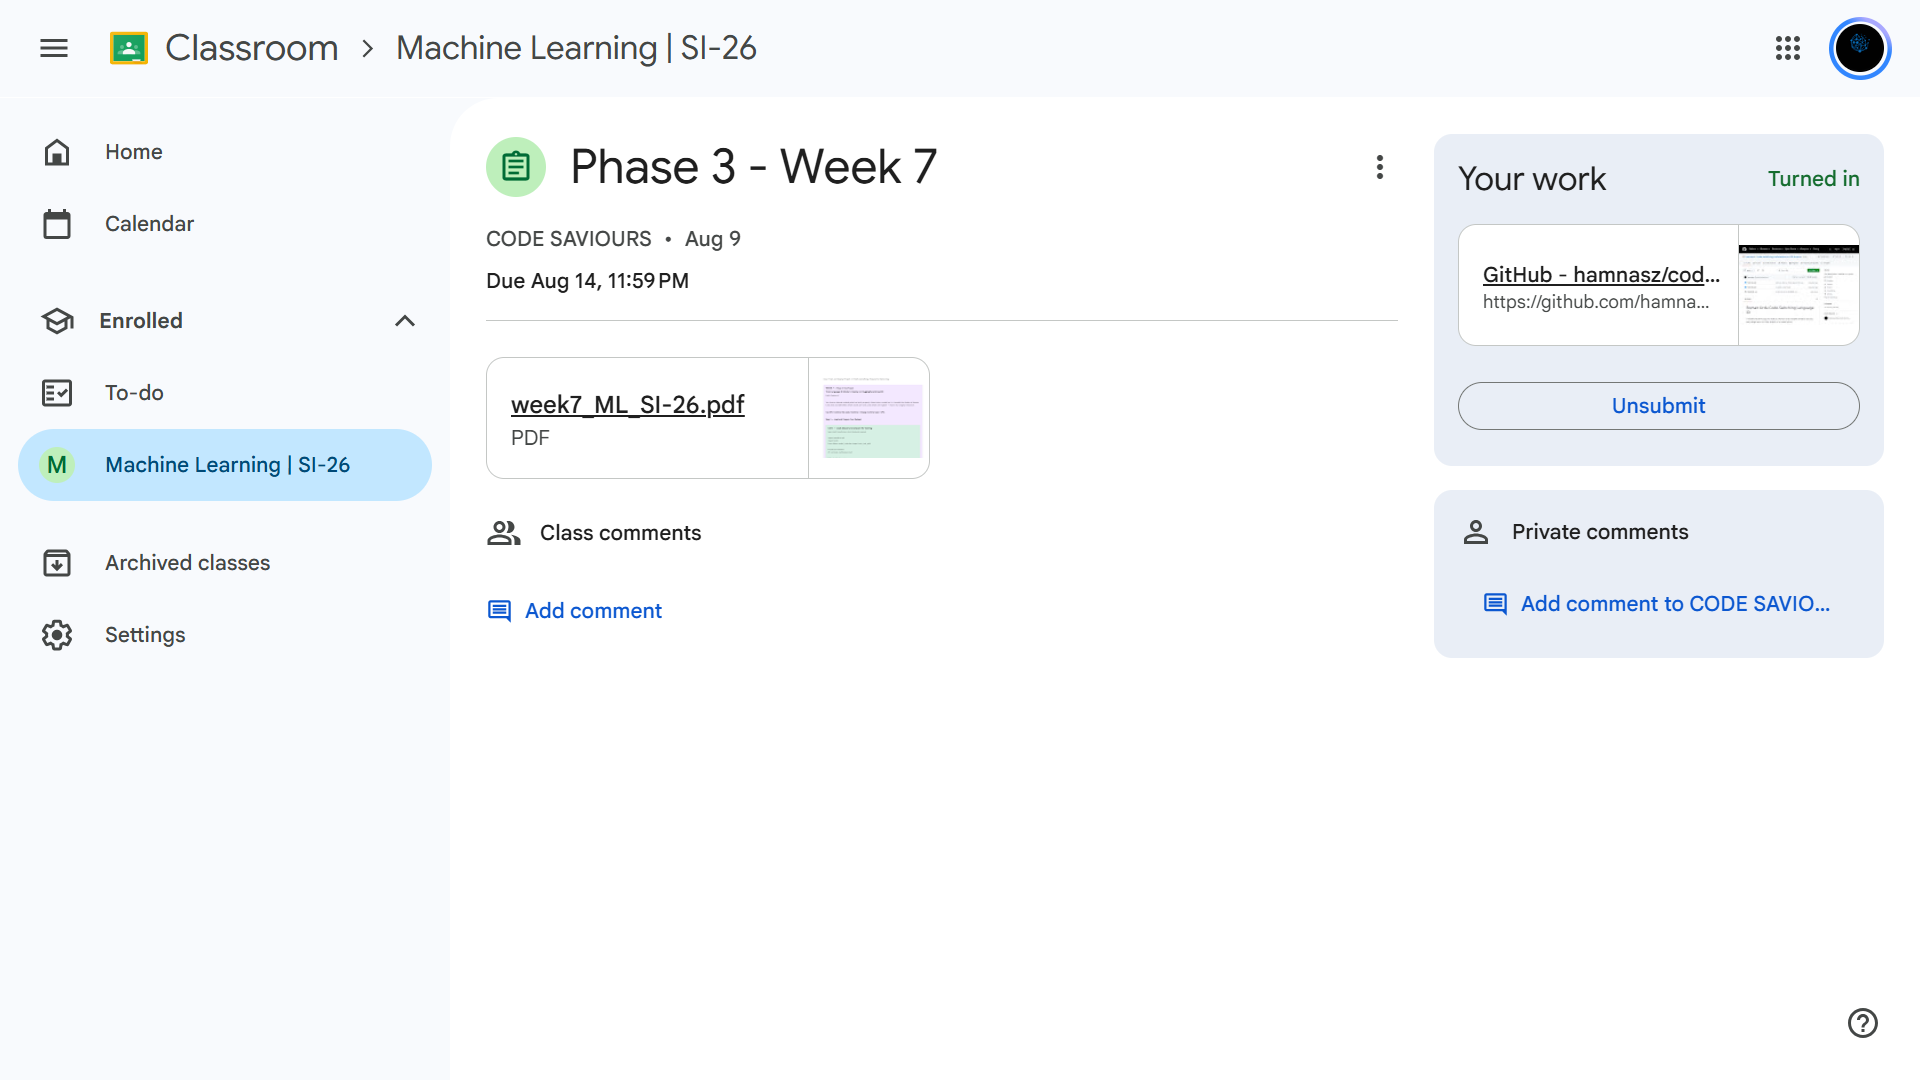 Classroom > Machine Learning | SI-26
Home
Calendar
Enrolled
To-do
M Machine Learning | SI-26
Archived classes
Settings
Phase 3 - Week 7
CODE SAVIOURS • Aug 9
Due Aug 14, 11:59 PM
week7_ML_SI-26.pdf
PDF
Class comments
Add comment
Your work
Turned in
GitHub - hamnasz/cod...
https://github.com/hamna...
Unsubmit
Private comments
Add comment to CODE SAVIO...